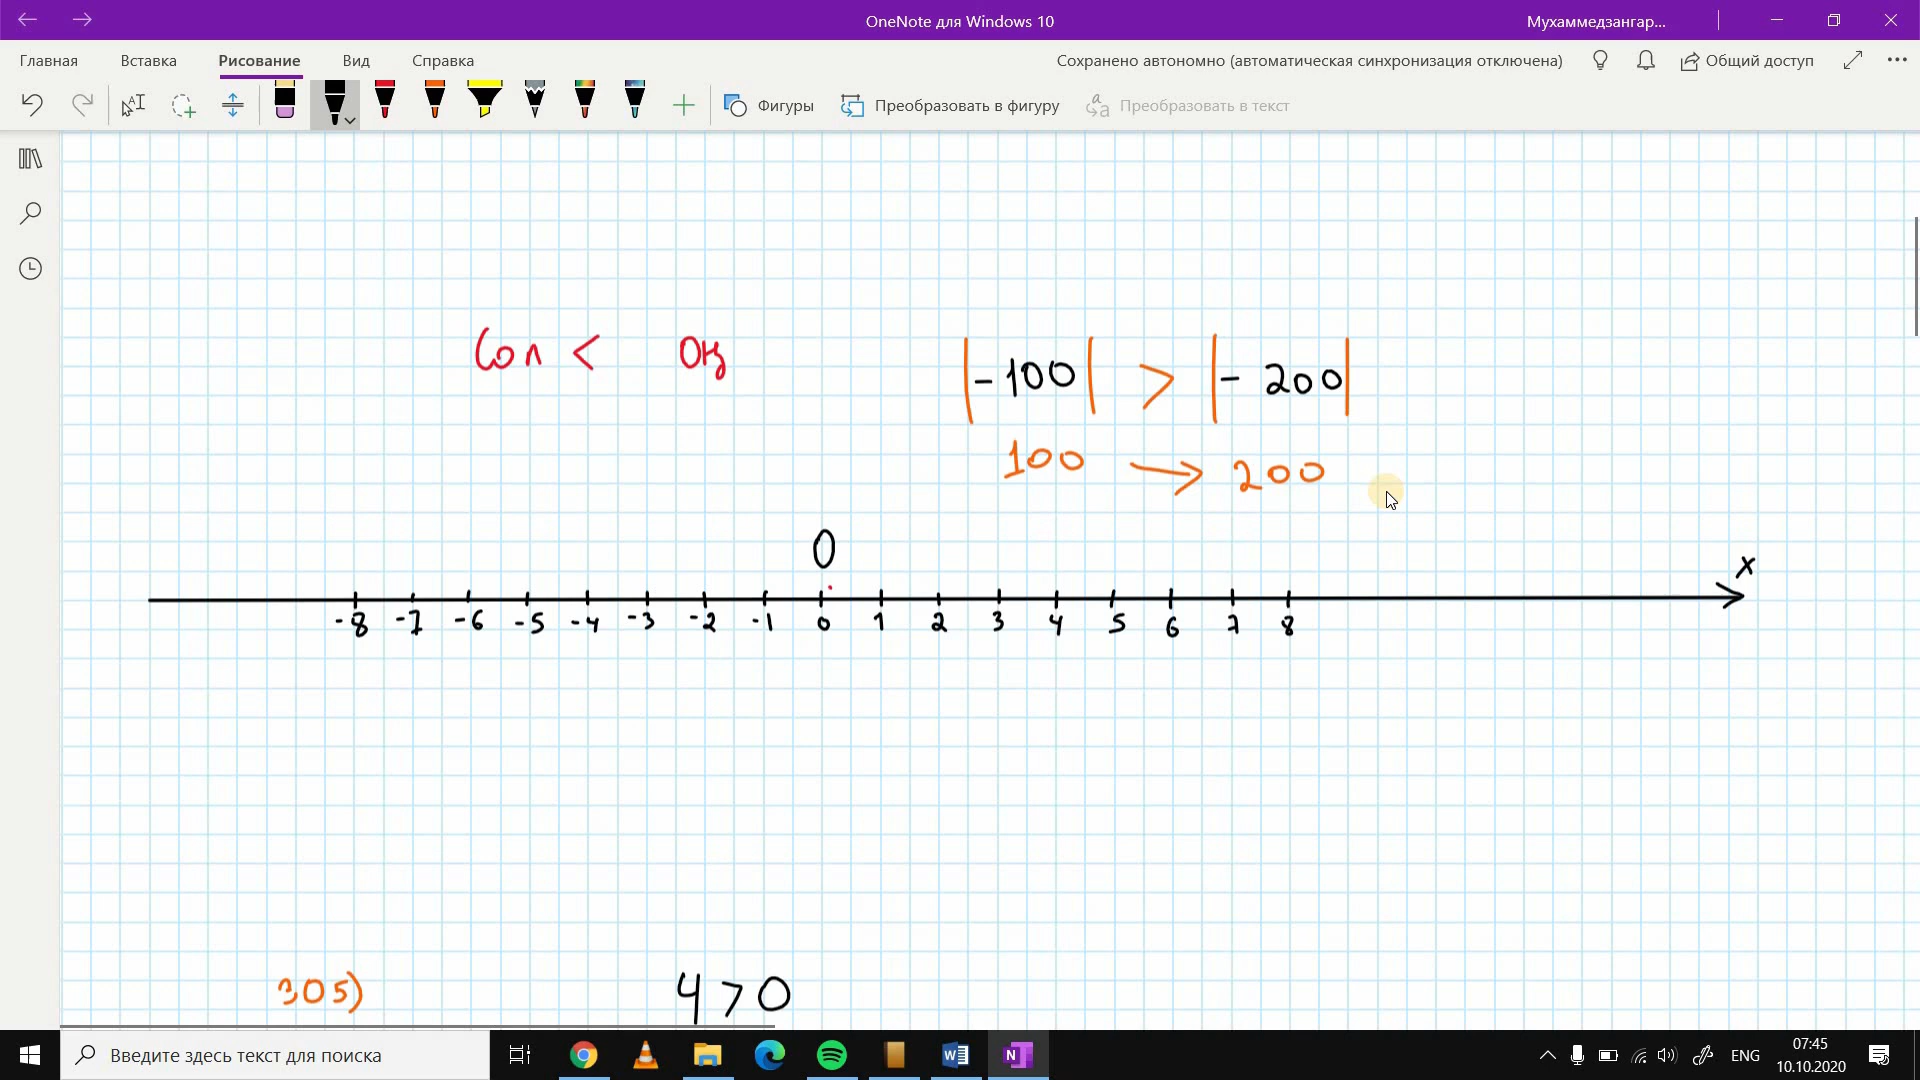 OneNote для Windows 10
Мухаммедзангар...
Главная Вставка Рисование Вид Справка
Сохранено автономно (автоматическая синхронизация отключена) Общий доступ
Фигуры Преобразовать в фигуру Преобразовать в текст
Сол < Оң
|-100| > |- 200|
100 → 200
0
x
-8 -7 -6 -5 -4 -3 -2 -1 0 1 2 3 4 5 6 7 8
305) 4 > 0
Введите здесь текст для поиска
ENG
07:45
10.10.2020